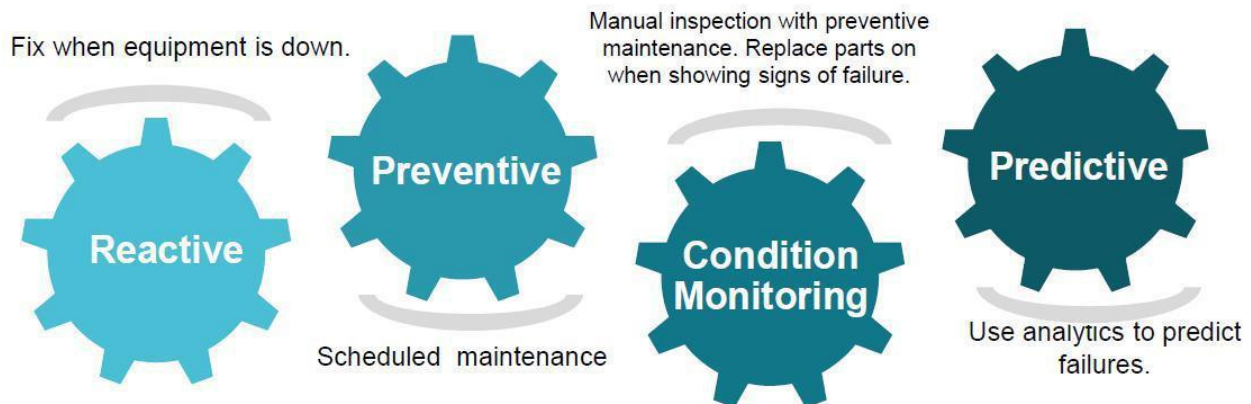 Fix when equipment is down.
Reactive
Preventive
Scheduled maintenance
Manual inspection with preventive
maintenance. Replace parts on
when showing signs of failure.
Condition
Monitoring
Predictive
Use analytics to predict
failures.